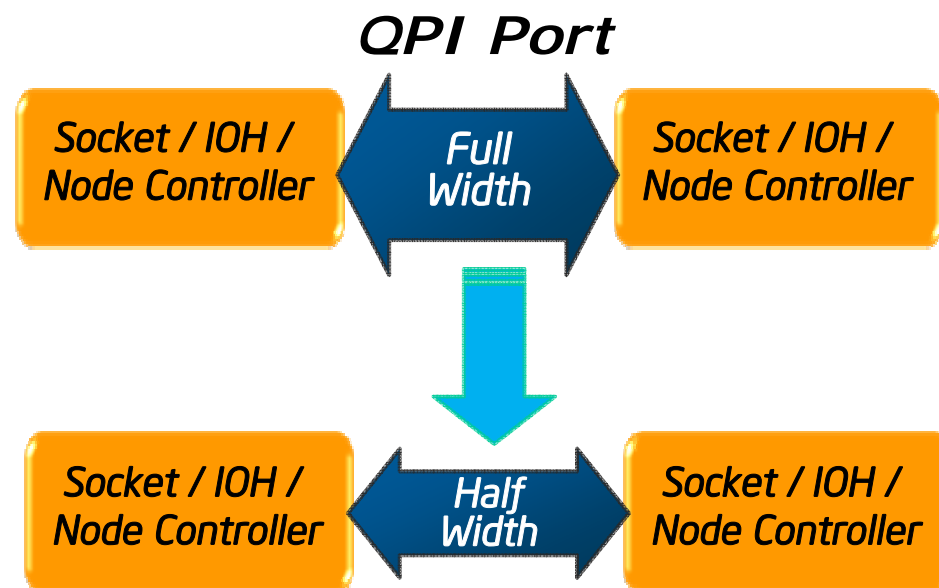 QPI Port
Socket / IOH /
Node Controller
Full
Width
Socket / IOH /
Node Controller
Socket / IOH /
Node Controller
Half
Width
Socket / IOH /
Node Controller